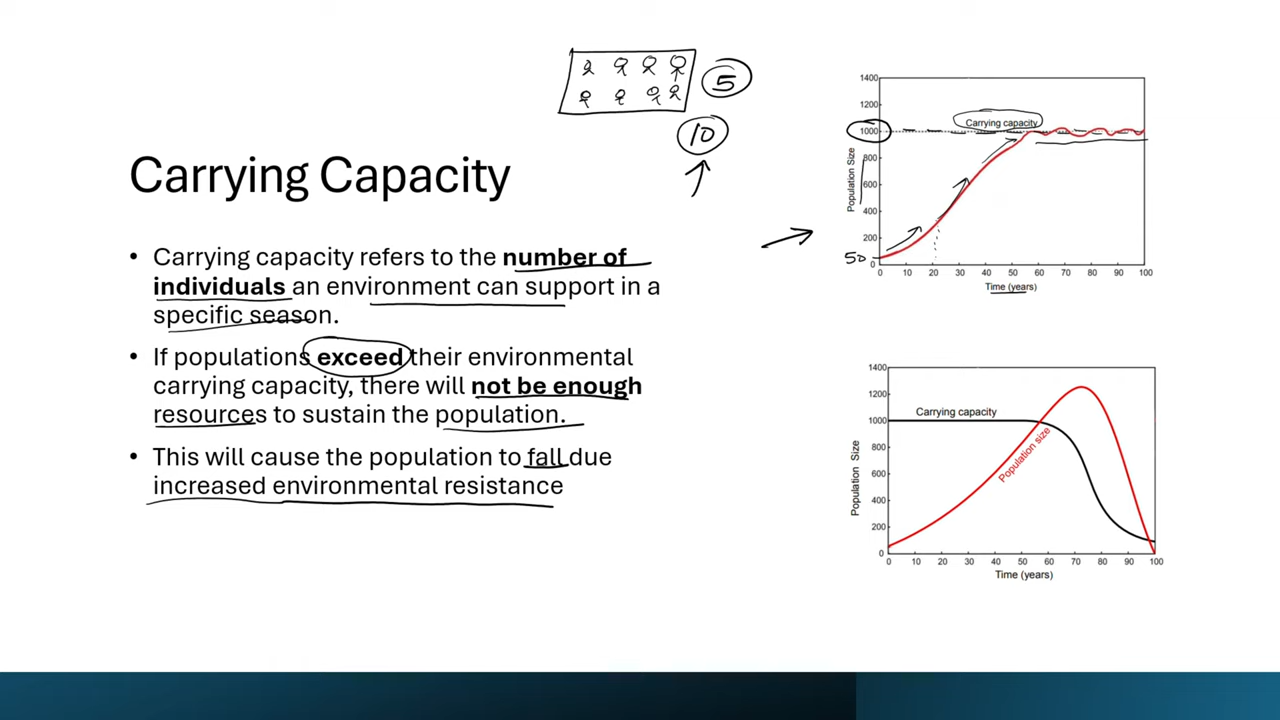 5
10
Carrying Capacity
• Carrying capacity refers to the number of
individuals an environment can support in a
specific season.
• If populations exceed their environmental
carrying capacity, there will not be enough
resources to sustain the population.
• This will cause the population to fall due
increased environmental resistance
1400
1200
Carrying capacity
1000
800
600
400
200
0
50
Population Size
0 10 20 30 40 50 60 70 80 90 100
Time (years)
1400
1200
Carrying capacity
1000
800
600
400
200
0
Population Size
Population size
0 10 20 30 40 50 60 70 80 90 100
Time (years)